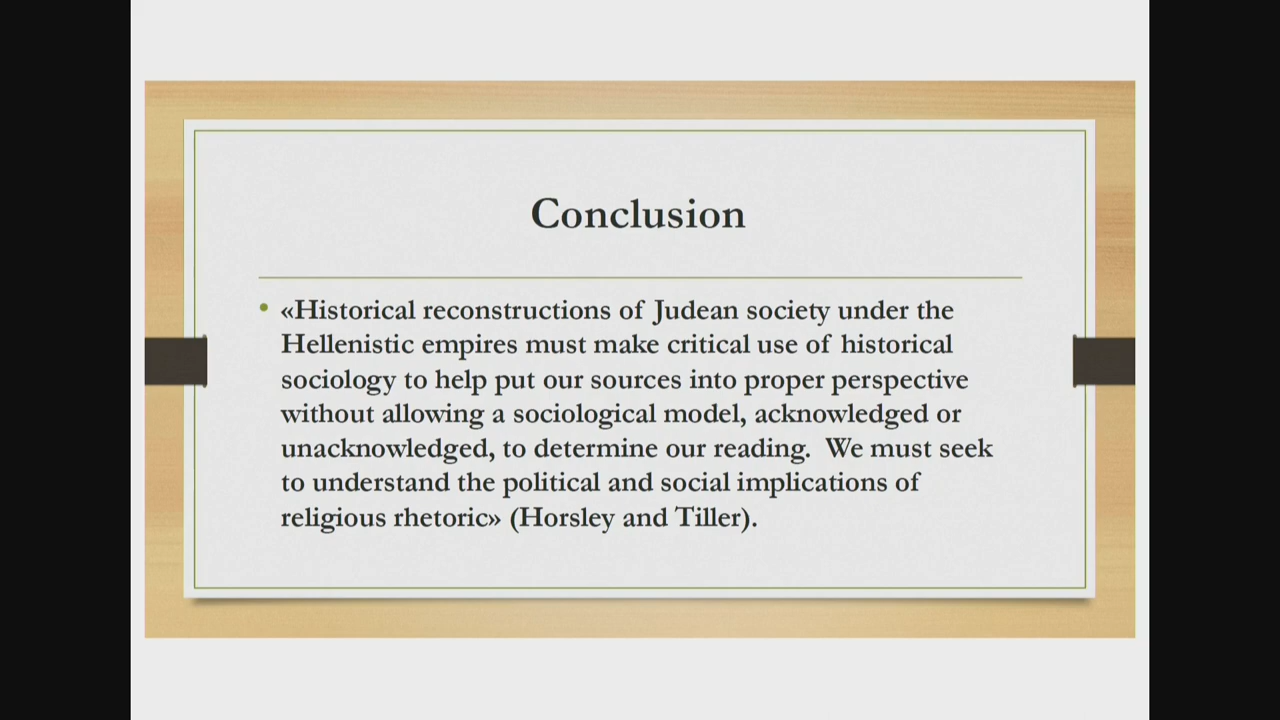 Conclusion
• «Historical reconstructions of Judean society under the
Hellenistic empires must make critical use of historical
sociology to help put our sources into proper perspective
without allowing a sociological model, acknowledged or
unacknowledged, to determine our reading.  We must seek
to understand the political and social implications of
religious rhetoric» (Horsley and Tiller).